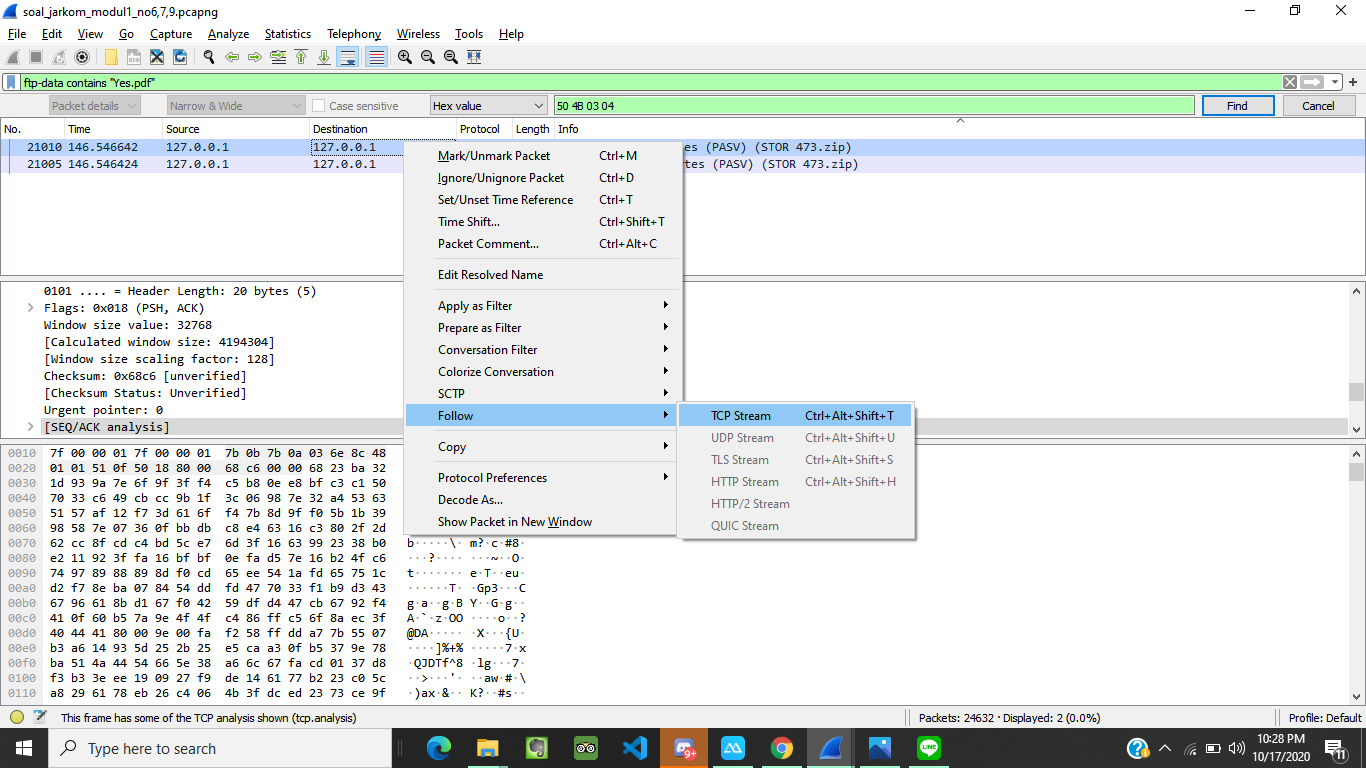 soal_jarkom_modul1_no6,7,9.pcapng
File Edit View Go Capture Analyze Statistics Telephony Wireless Tools Help
ftp-data contains "Yes.pdf"
Packet details Narrow & Wide Case sensitive Hex value 50 4B 03 04 Find Cancel
No. Time Source Destination Protocol Length Info
21010 146.546642 127.0.0.1 127.0.0.1 es (PASV) (STOR 473.zip)
21005 146.546424 127.0.0.1 127.0.0.1 tes (PASV) (STOR 473.zip)
Mark/Unmark Packet Ctrl+M
Ignore/Unignore Packet Ctrl+D
Set/Unset Time Reference Ctrl+T
Time Shift... Ctrl+Shift+T
Packet Comment... Ctrl+Alt+C
Edit Resolved Name
Apply as Filter
Prepare as Filter
Conversation Filter
Colorize Conversation
SCTP
Follow
Copy
Protocol Preferences
Decode As...
Show Packet in New Window
TCP Stream Ctrl+Alt+Shift+T
UDP Stream Ctrl+Alt+Shift+U
TLS Stream Ctrl+Alt+Shift+S
HTTP Stream Ctrl+Alt+Shift+H
HTTP/2 Stream
QUIC Stream
0101 .... = Header Length: 20 bytes (5)
Flags: 0x018 (PSH, ACK)
Window size value: 32768
[Calculated window size: 4194304]
[Window size scaling factor: 128]
Checksum: 0x68c6 [unverified]
[Checksum Status: Unverified]
Urgent pointer: 0
[SEQ/ACK analysis]
0010 7f 00 00 01 7f 00 00 01 7b 0b 7b 0a 03 6e 8c 48
0020 01 01 51 0f 50 18 80 00 68 c6 00 00 68 23 ba 32
0030 1d 93 9a 7e 6f 9f 3f f4 c5 b8 0e e8 bf c3 c1 50
0040 70 33 c6 49 cb cc 9b 1f 3c 06 98 7e 32 a4 53 63
0050 51 57 af 12 f7 3d 61 6f f4 7b 8d 9f f0 5b 1b 39
0060 98 58 7e 07 36 0f bb db c8 e4 63 16 c3 80 2f 2d
0070 62 cc 8f cd c4 bd 5c e7 6d 3f 16 63 99 23 38 b0 b·····\· m?·c·#8·
0080 e2 11 92 3f fa 16 bf bf 0e fa d5 7e 16 b2 4f c6 ···?···· ···~··O·
0090 74 97 89 88 89 8d f0 cd 65 ee 54 1a fd 65 75 1c t······· e·T··eu·
00a0 d2 f7 8e ba 07 84 54 dd fd 47 70 33 f1 b9 d3 43 ······T· ·Gp3···C
00b0 67 96 61 8b d1 67 f0 42 59 df d4 47 cb 67 92 f4 g·a··g·B Y··G·g··
00c0 41 0f 60 b5 7a 9e 4f 4f c4 86 ff c5 6f 8a ec 3f A·`·z·OO ····o··?
00d0 40 44 41 80 00 9e 00 fa f2 58 ff dd a7 7b 55 07 @DA····· ·X···{U·
00e0 b3 a6 14 93 5d 25 2b 25 e5 ca a3 0f b5 37 9e 78 ····]%+% ·····7·x
00f0 ba 51 4a 44 54 66 5e 38 a6 6c 67 fa cd 01 37 d8 ·QJDTf^8 ·lg···7·
0100 f3 b3 3e ee 19 09 27 f9 de 14 61 77 b2 23 c0 5c ··>···'· ··aw·#·\
0110 a8 29 61 78 eb 26 c4 06 4b 3f dc ed 23 73 ce 9f ·)ax·&·· K?··#s··
This frame has some of the TCP analysis shown (tcp.analysis) Packets: 24632 · Displayed: 2 (0.0%) Profile: Default
Type here to search 9+ LINE 10:28 PM
10/17/2020 11